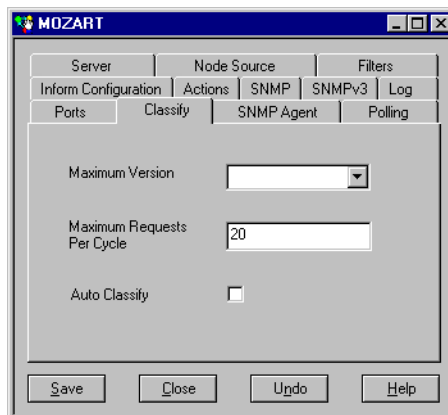 MOZART
Server Node Source Filters
Inform Configuration Actions SNMP SNMPv3 Log
Ports Classify SNMP Agent Polling
Maximum Version
Maximum Requests 20
Per Cycle
Auto Classify
Save Close Undo Help